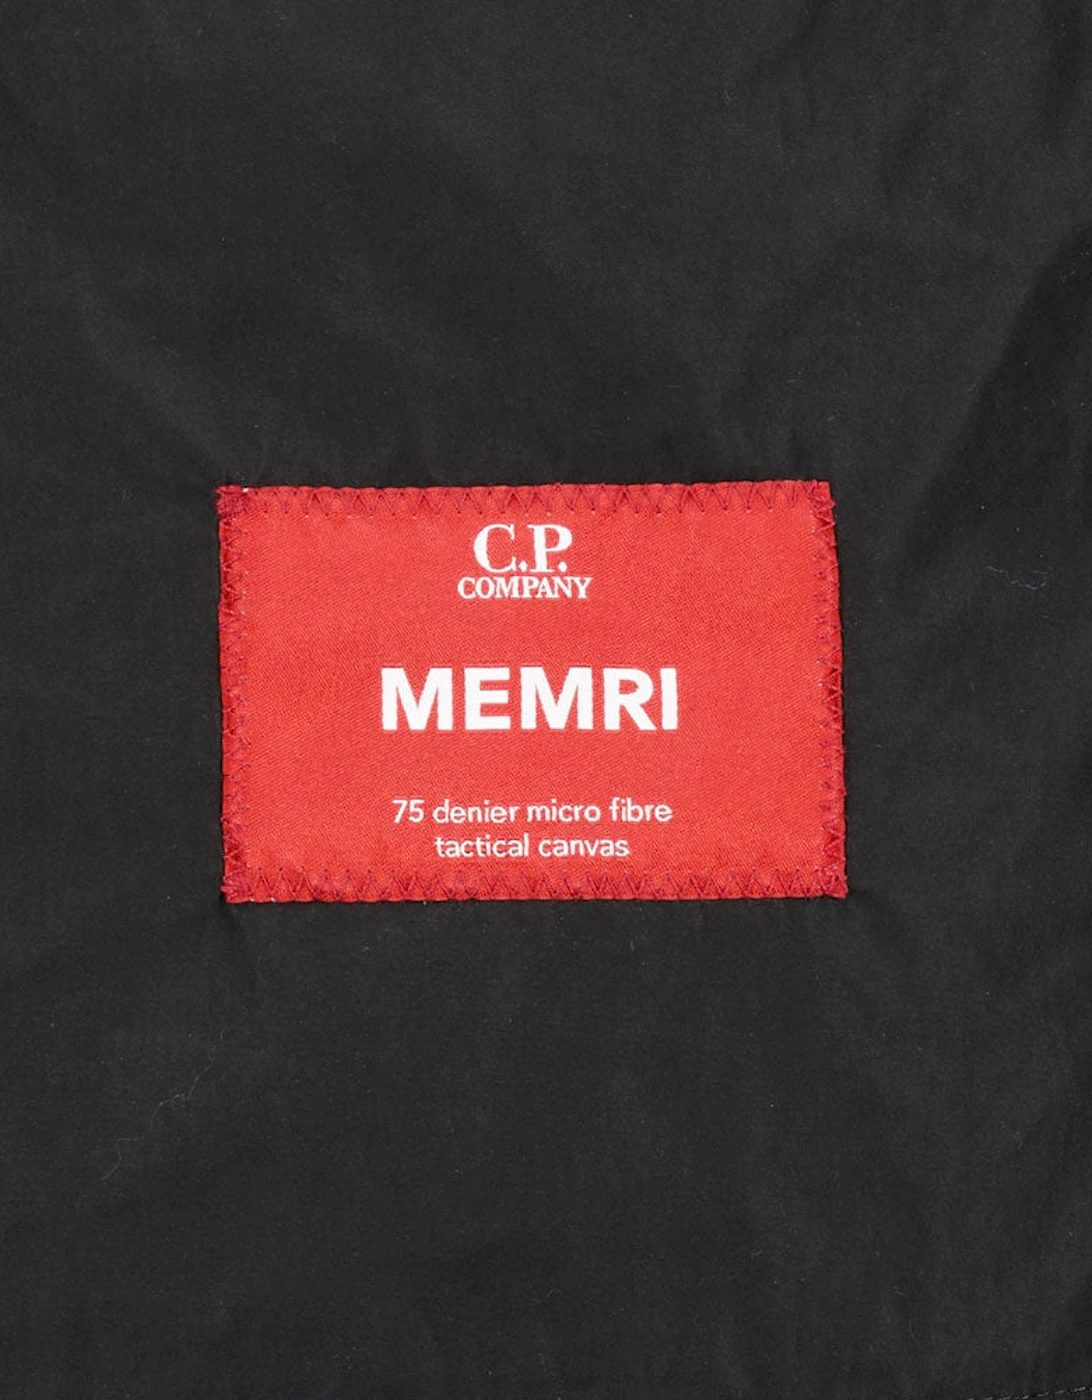 C.P.
COMPANY
MEMRI
75 denier micro fibre
tactical canvas